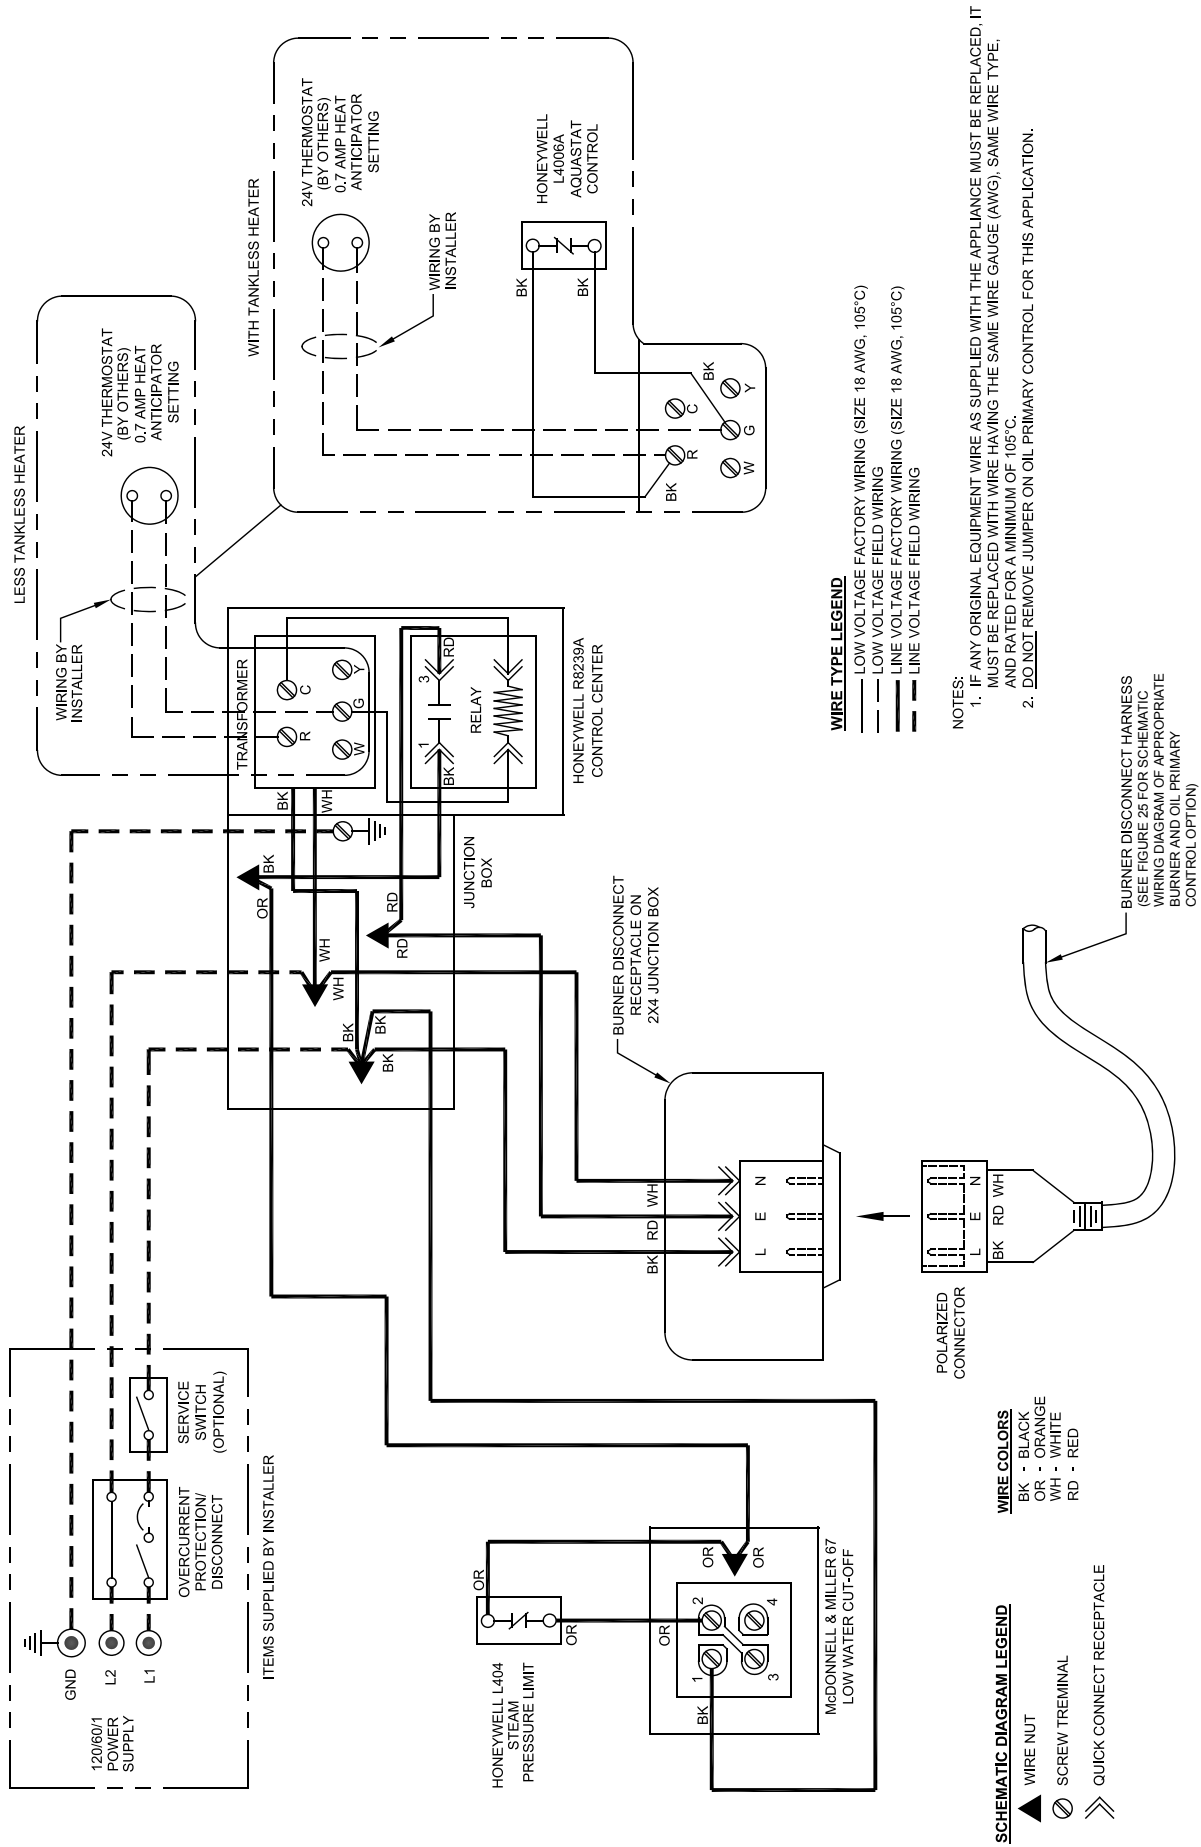 LESS TANKLESS HEATER
24V THERMOSTAT
(BY OTHERS)
0.7 AMP HEAT
ANTICIPATOR
SETTING
WIRING BY
INSTALLER
WITH TANKLESS HEATER
24V THERMOSTAT
(BY OTHERS)
0.7 AMP HEAT
ANTICIPATOR
SETTING
WIRING BY
INSTALLER
HONEYWELL
L4006A
AQUASTAT
CONTROL
BK
BK
BK
BK
R
C
W
G
Y
120/60/1
POWER
SUPPLY
GND
L2
L1
OVERCURRENT
PROTECTION/
DISCONNECT
SERVICE
SWITCH
(OPTIONAL)
ITEMS SUPPLIED BY INSTALLER
TRANSFORMER
R
C
W
G
Y
BK
WH
1
3
BK
RD
RELAY
HONEYWELL R8239A
CONTROL CENTER
OR
BK
WH
WH
RD
RD
BK
BK
BK
JUNCTION
BOX
HONEYWELL L404
STEAM
PRESSURE LIMIT
OR
OR
OR
OR
OR
BK
1
2
3
4
McDONNELL & MILLER 67
LOW WATER CUT-OFF
BURNER DISCONNECT
RECEPTACLE ON
2X4 JUNCTION BOX
BK
RD
WH
L
E
N
POLARIZED
CONNECTOR
L
E
N
BK
RD
WH
BURNER DISCONNECT HARNESS
(SEE FIGURE 25 FOR SCHEMATIC
WIRING DIAGRAM OF APPROPRIATE
BURNER AND OIL PRIMARY
CONTROL OPTION)
WIRE TYPE LEGEND
LOW VOLTAGE FACTORY WIRING (SIZE 18 AWG, 105°C)
LOW VOLTAGE FIELD WIRING
LINE VOLTAGE FACTORY WIRING (SIZE 18 AWG, 105°C)
LINE VOLTAGE FIELD WIRING
NOTES:
1. IF ANY ORIGINAL EQUIPMENT WIRE AS SUPPLIED WITH THE APPLIANCE MUST BE REPLACED, IT
MUST BE REPLACED WITH WIRE HAVING THE SAME WIRE GAUGE (AWG), SAME WIRE TYPE,
AND RATED FOR A MINIMUM OF 105°C.
2. DO NOT REMOVE JUMPER ON OIL PRIMARY CONTROL FOR THIS APPLICATION.
WIRE COLORS
BK - BLACK
OR - ORANGE
WH - WHITE
RD - RED
SCHEMATIC DIAGRAM LEGEND
WIRE NUT
SCREW TREMINAL
QUICK CONNECT RECEPTACLE